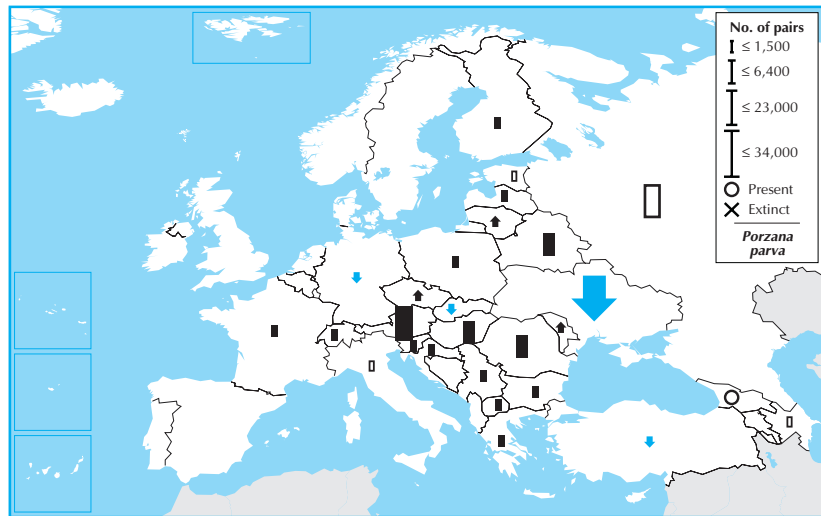 No. of pairs
≤ 1,500
≤ 6,400
≤ 23,000
≤ 34,000
Present
Extinct
Porzana
parva